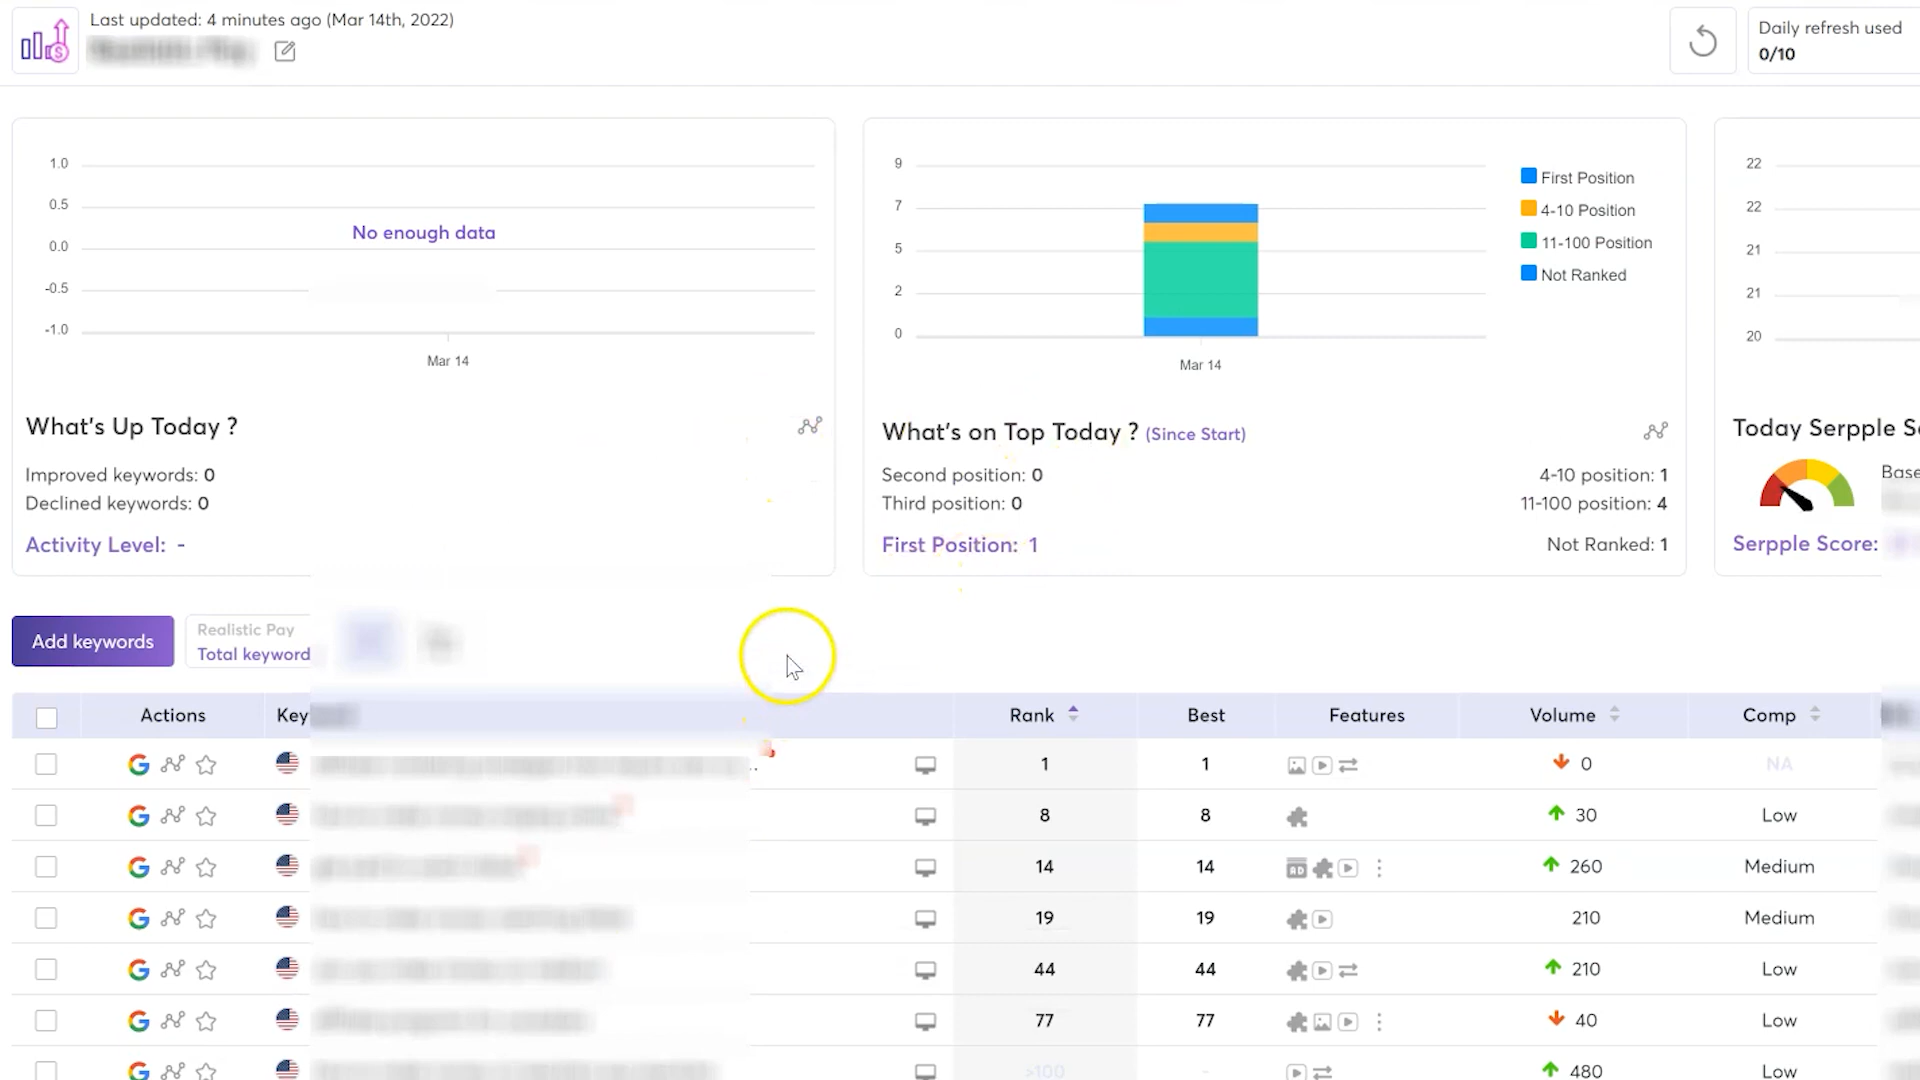 Last updated: 4 minutes ago (Mar 14th, 2022)
Daily refresh used
0/10
1.0
0.5
0.0
-0.5
-1.0
No enough data
Mar 14
What's Up Today ?
Improved keywords: 0
Declined keywords: 0
Activity Level: -
9
7
5
2
0
Mar 14
First Position
4-10 Position
11-100 Position
Not Ranked
What's on Top Today ? (Since Start)
Second position: 0
Third position: 0
First Position: 1
4-10 position: 1
11-100 position: 4
Not Ranked: 1
22
22
21
21
20
Today Serpple S
Base
Serpple Score:
Add keywords
Realistic Pay
Total keyword
Actions Key Rank Best Features Volume Comp
.. 1 1 0 NA
8 8 30 Low
14 14 AD 260 Medium
19 19 210 Medium
44 44 210 Low
77 77 40 Low
>100 - 480 Low